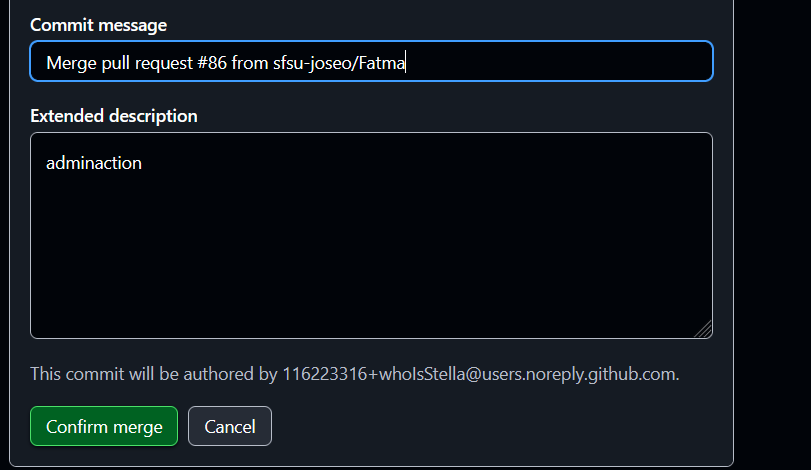 Commit message
Merge pull request #86 from sfsu-joseo/Fatma
Extended description
adminaction
This commit will be authored by 116223316+whoIsStella@users.noreply.github.com.
Confirm merge
Cancel